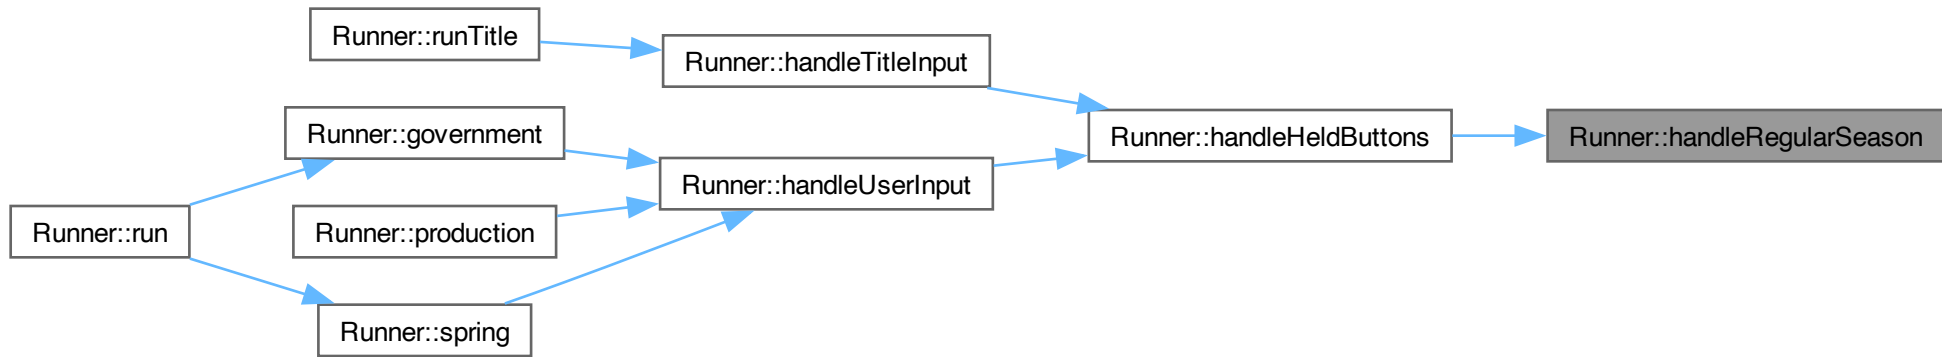 Runner::runTitle
Runner::handleTitleInput
Runner::government
Runner::handleHeldButtons
Runner::handleRegularSeason
Runner::handleUserInput
Runner::run
Runner::production
Runner::spring